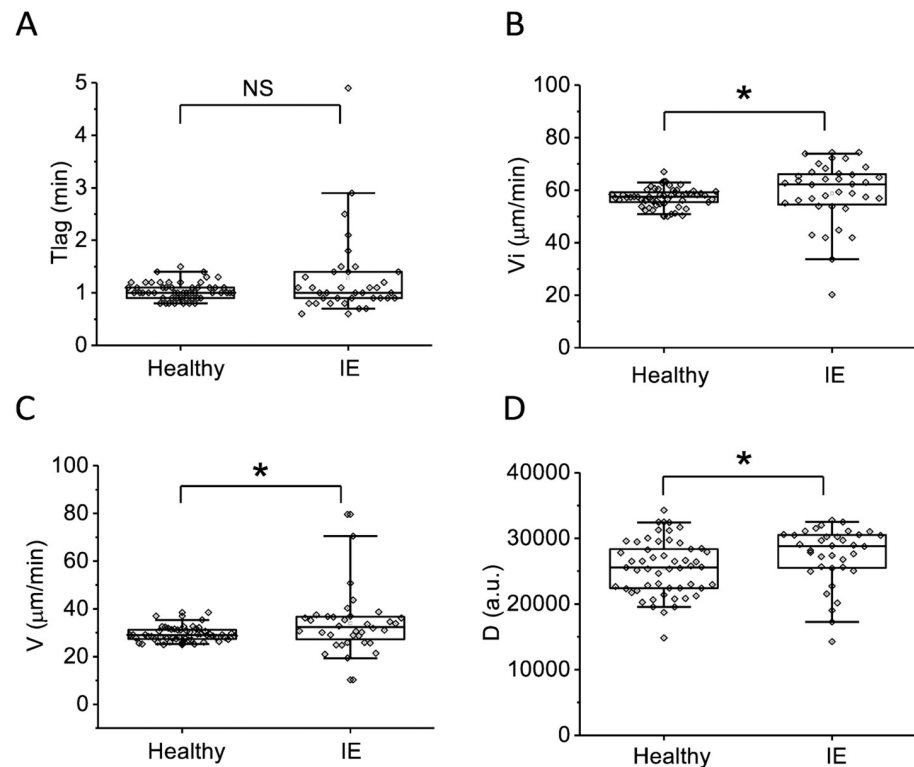 A
NS
5
4
3
2
1
0
Tlag (min)
Healthy IE
B
*
100
80
60
40
20
0
Vi (μm/min)
Healthy IE
C
*
100
80
60
40
20
0
V (μm/min)
Healthy IE
D
*
40000
30000
20000
10000
0
D (a.u.)
Healthy IE